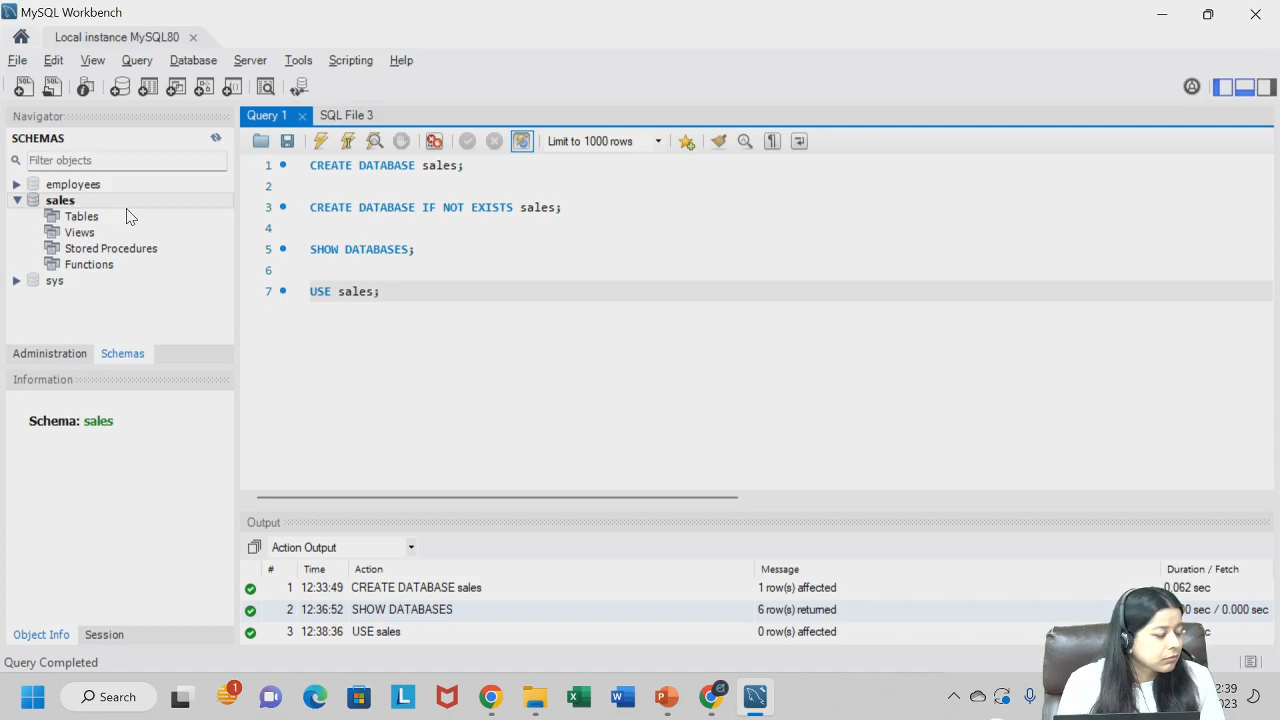 MySQL Workbench
Local instance MySQL80
File Edit View Query Database Server Tools Scripting Help
Navigator
SCHEMAS
Filter objects
employees
sales
Tables
Views
Stored Procedures
Functions
sys
Administration Schemas
Information
Schema: sales
Object Info Session
Query Completed
Query 1 SQL File 3
Limit to 1000 rows
1 CREATE DATABASE sales;
2
3 CREATE DATABASE IF NOT EXISTS sales;
4
5 SHOW DATABASES;
6
7 USE sales;
Output
Action Output
# Time Action Message Duration / Fetch
1 12:33:49 CREATE DATABASE sales 1 row(s) affected 0.062 sec
2 12:36:52 SHOW DATABASES 6 row(s) returned sec / 0.000 sec
3 12:38:36 USE sales 0 row(s) affected
Search
1